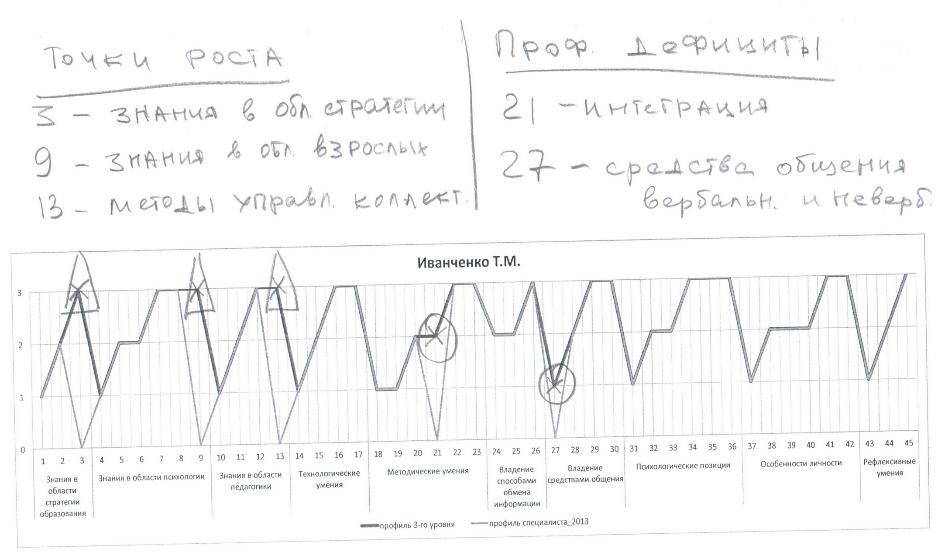 Точки роста
3 – знания в обл. стратегии
9 – знания в обл. взрослых
13 – методы управл. коллект.
Проф. дефициты
21 – интеграция
27 – средства общения
вербальн. и неверб.
Иванченко Т.М.
3
2
1
0
1 2 3 4 5 6 7 8 9 10 11 12 13 14 15 16 17 18 19 20 21 22 23 24 25 26 27 28 29 30 31 32 33 34 35 36 37 38 39 40 41 42 43 44 45
Знания в области стратегии образования
Знания в области психологии
Знания в области педагогики
Технологические умения
Методические умения
Владение способами обмена информации
Владение средствами общения
Психологические позиции
Особенности личности
Рефлексивные умения
профиль 3-го уровня
профиль специалиста_2013